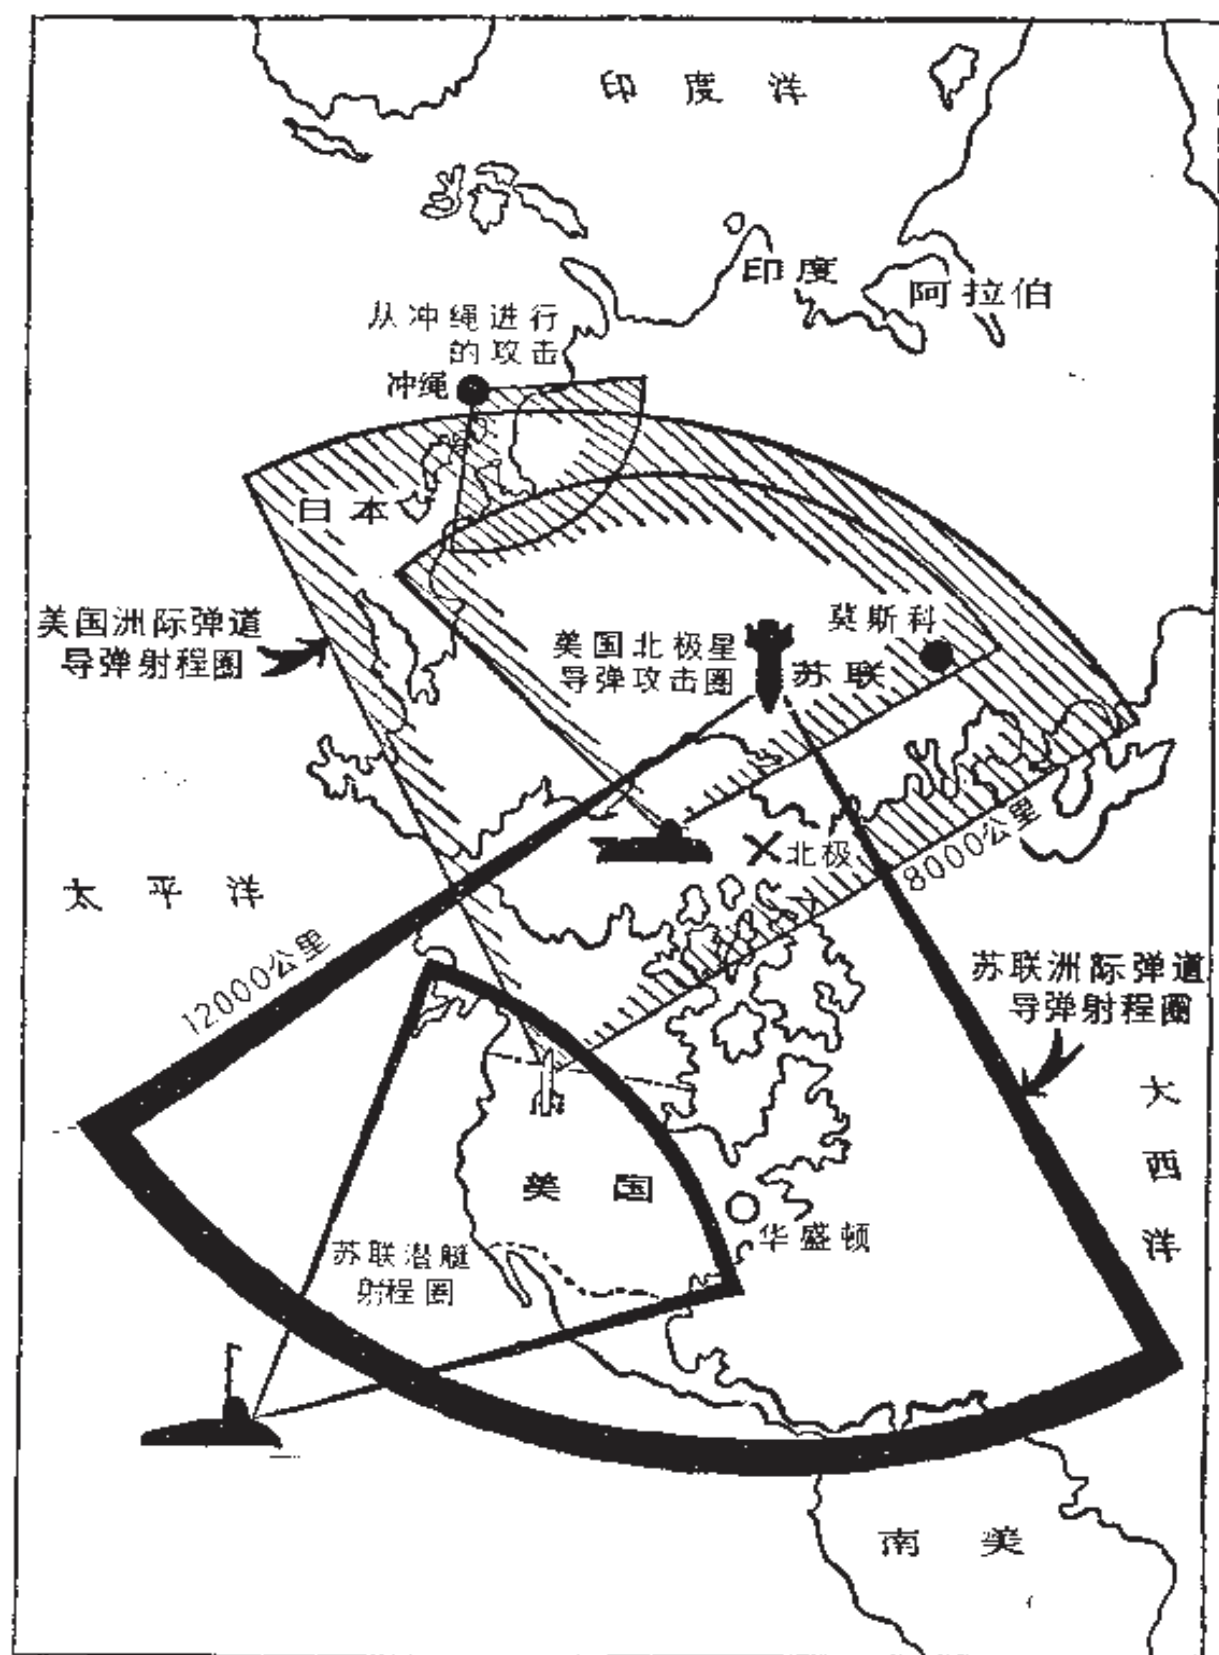 印度洋
印度
阿拉伯
从冲绳进行
的攻击
冲绳
日本
美国洲际弹道
导弹射程圈
美国北极星
导弹攻击圈
莫斯科
苏联
北极
8000公里
太平洋
12000公里
苏联洲际弹道
导弹射程圈
大西洋
美国
华盛顿
苏联潜艇
射程圈
南美